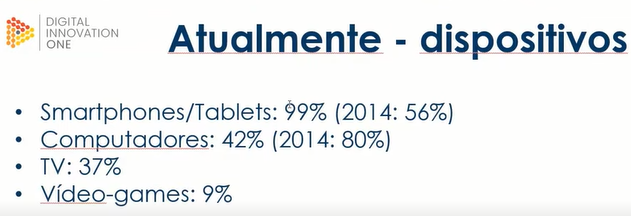 DIGITAL
INNOVATION
ONE
Atualmente - dispositivos
• Smartphones/Tablets: 99% (2014: 56%)
• Computadores: 42% (2014: 80%)
• TV: 37%
• Vídeo-games: 9%